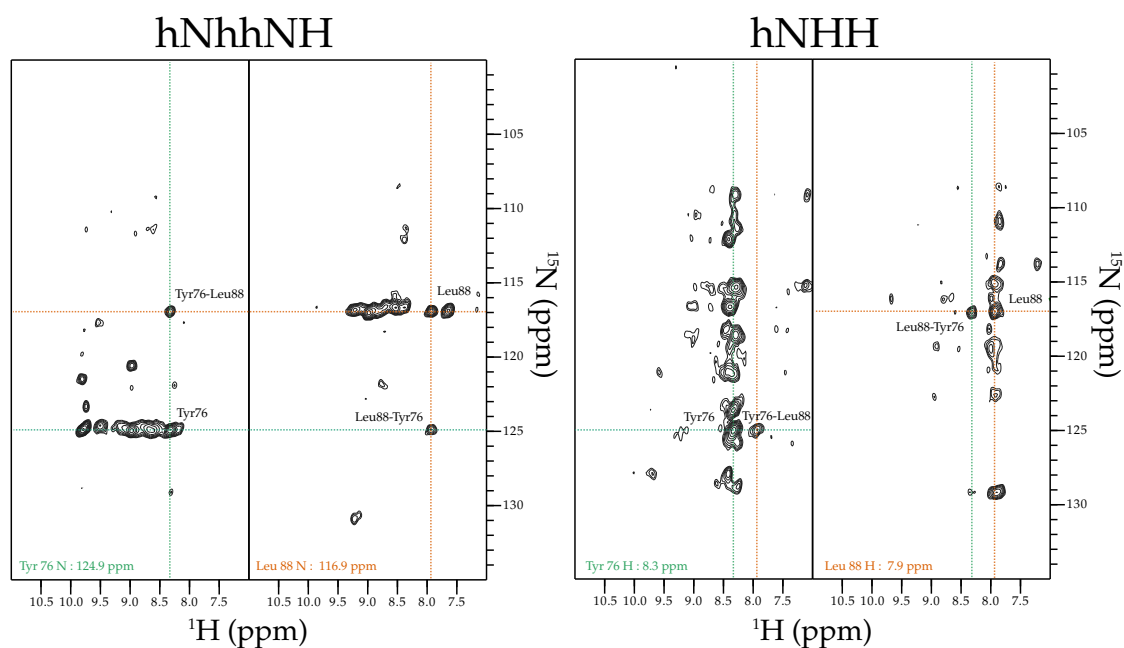 hNhhNH
hNHH
105
110
115
120
125
130
15N (ppm)
Tyr76-Leu88
Leu88
Tyr76
Leu88-Tyr76
Tyr 76 N : 124.9 ppm
Leu 88 N : 116.9 ppm
10.5 10.0 9.5 9.0 8.5 8.0 7.5
10.5 10.0 9.5 9.0 8.5 8.0 7.5
1H (ppm)
105
110
115
120
125
130
15N (ppm)
Leu88
Leu88-Tyr76
Tyr76
Tyr76-Leu88
Tyr 76 H : 8.3 ppm
Leu 88 H : 7.9 ppm
10.5 10.0 9.5 9.0 8.5 8.0 7.5
10.5 10.0 9.5 9.0 8.5 8.0 7.5
1H (ppm)